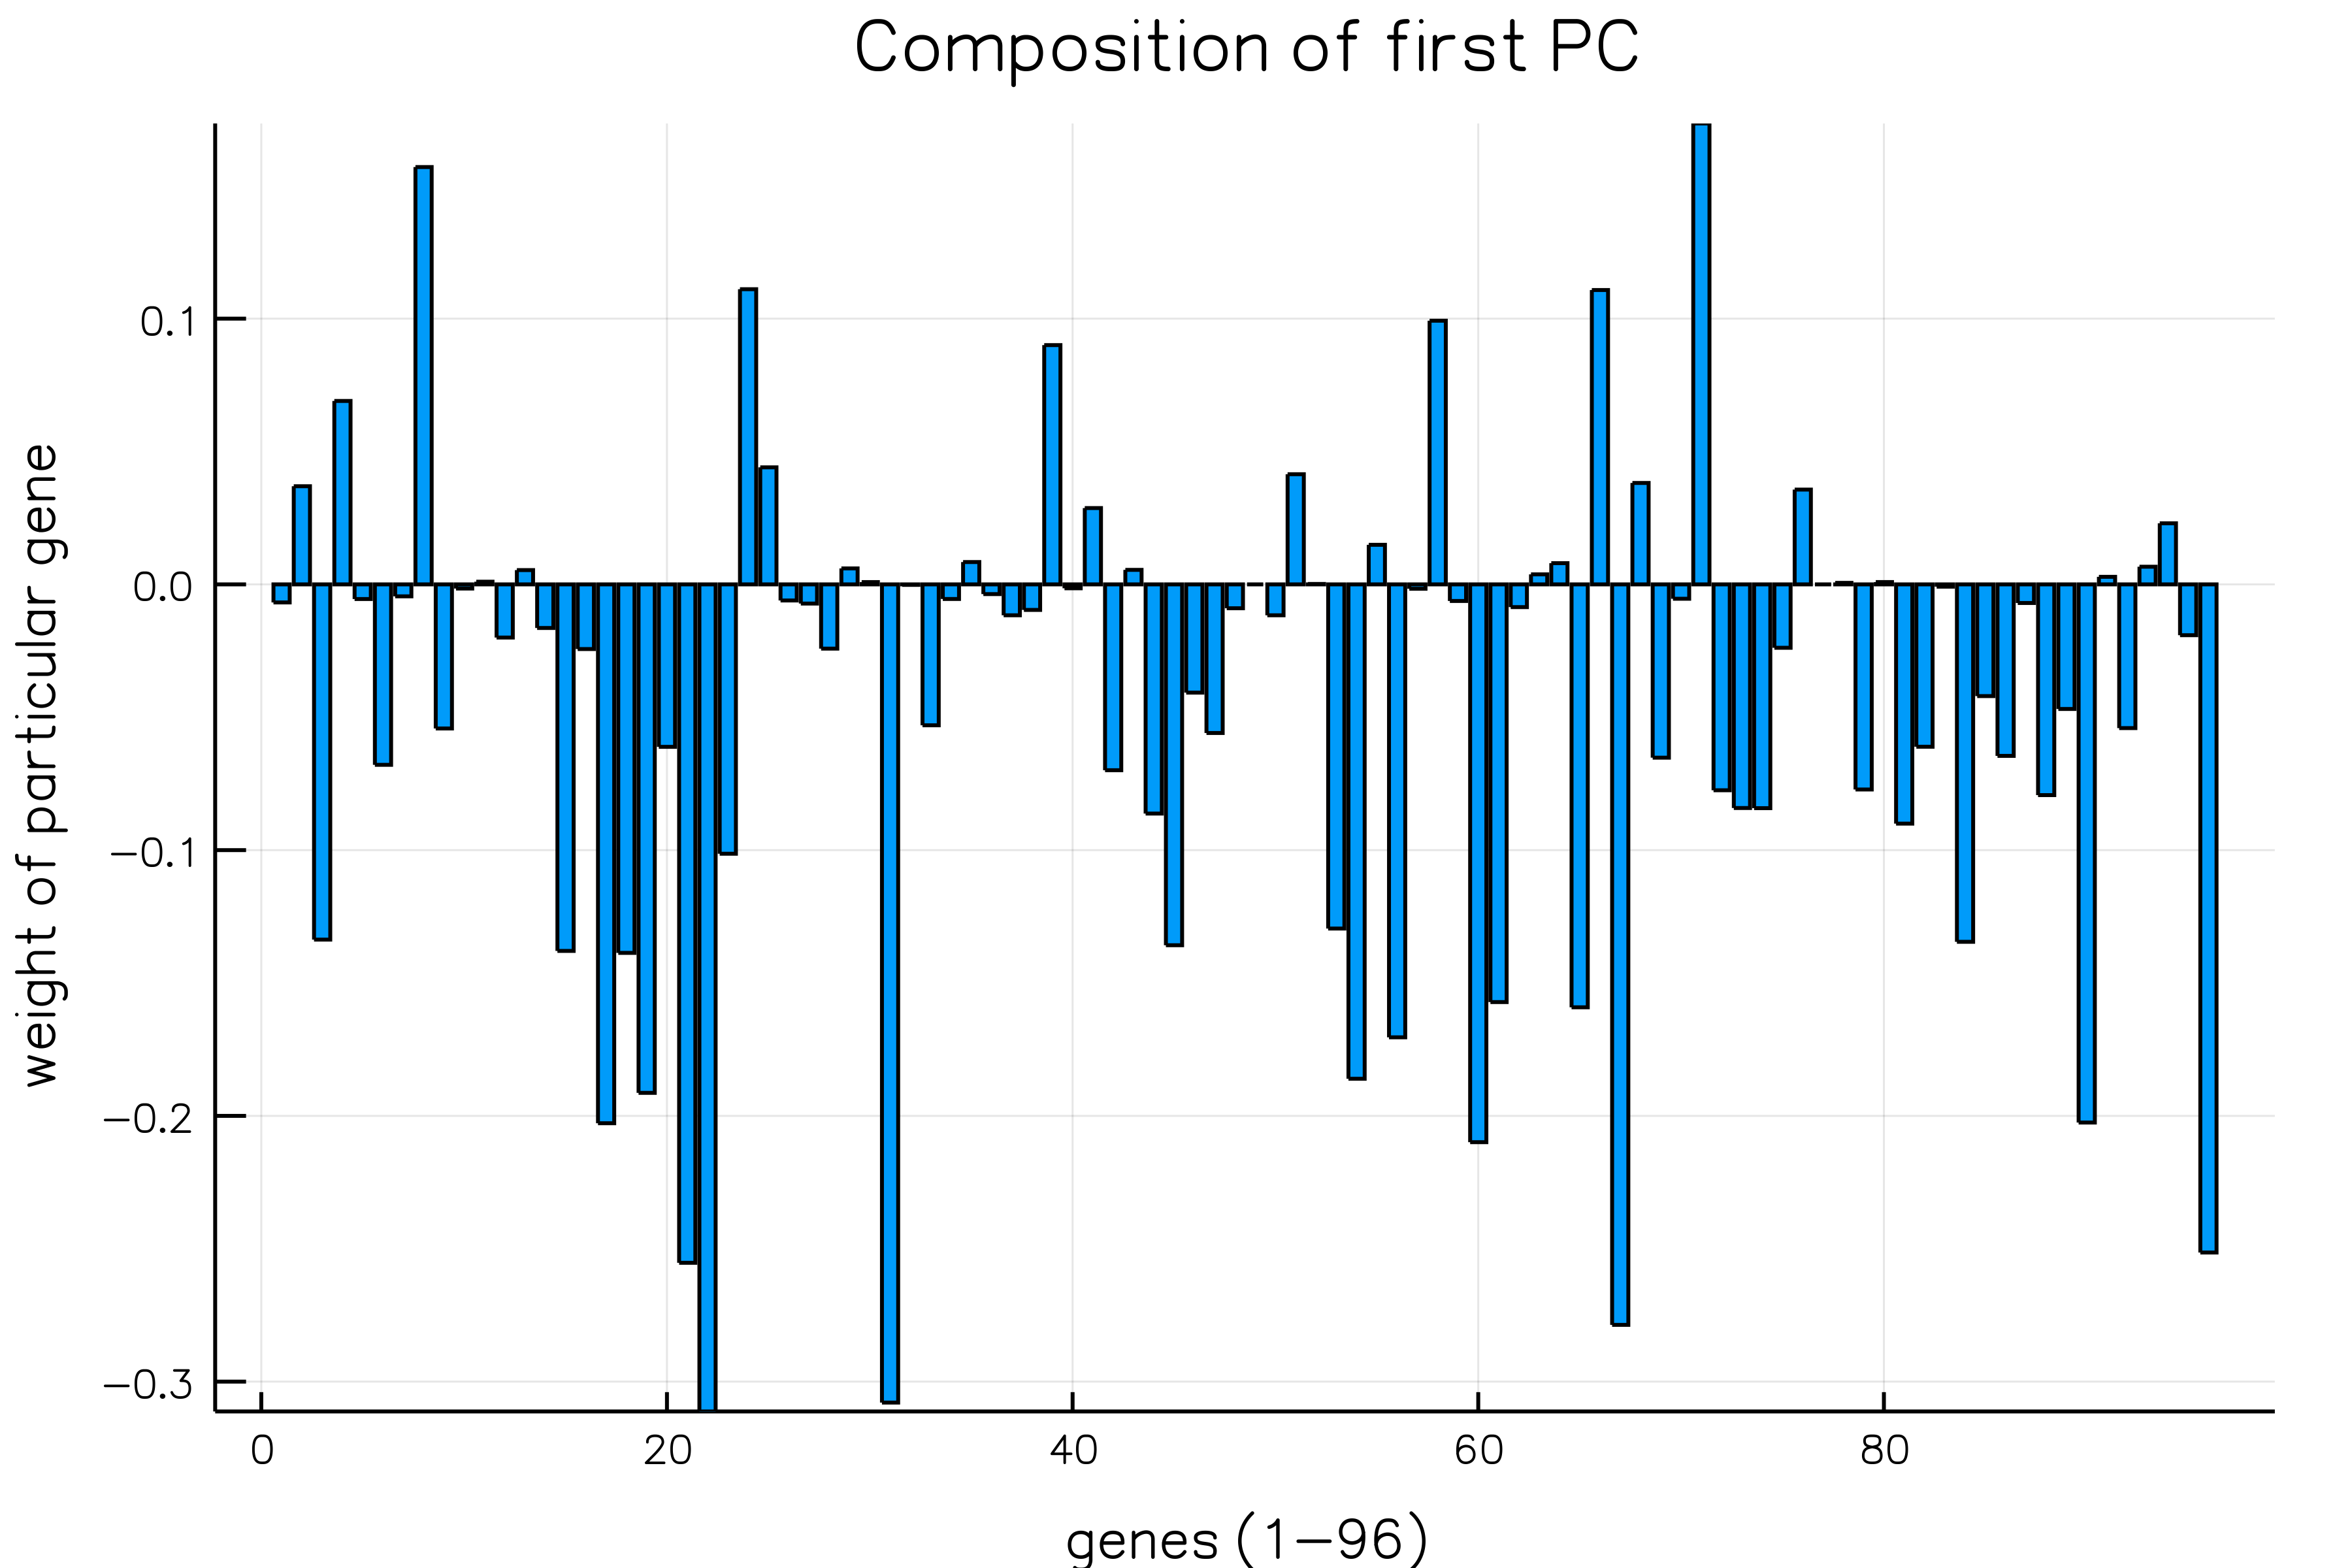 Composition of first PC
weight of particular gene
0.1
0.0
−0.1
−0.2
−0.3
0 20 40 60 80
genes (1−96)